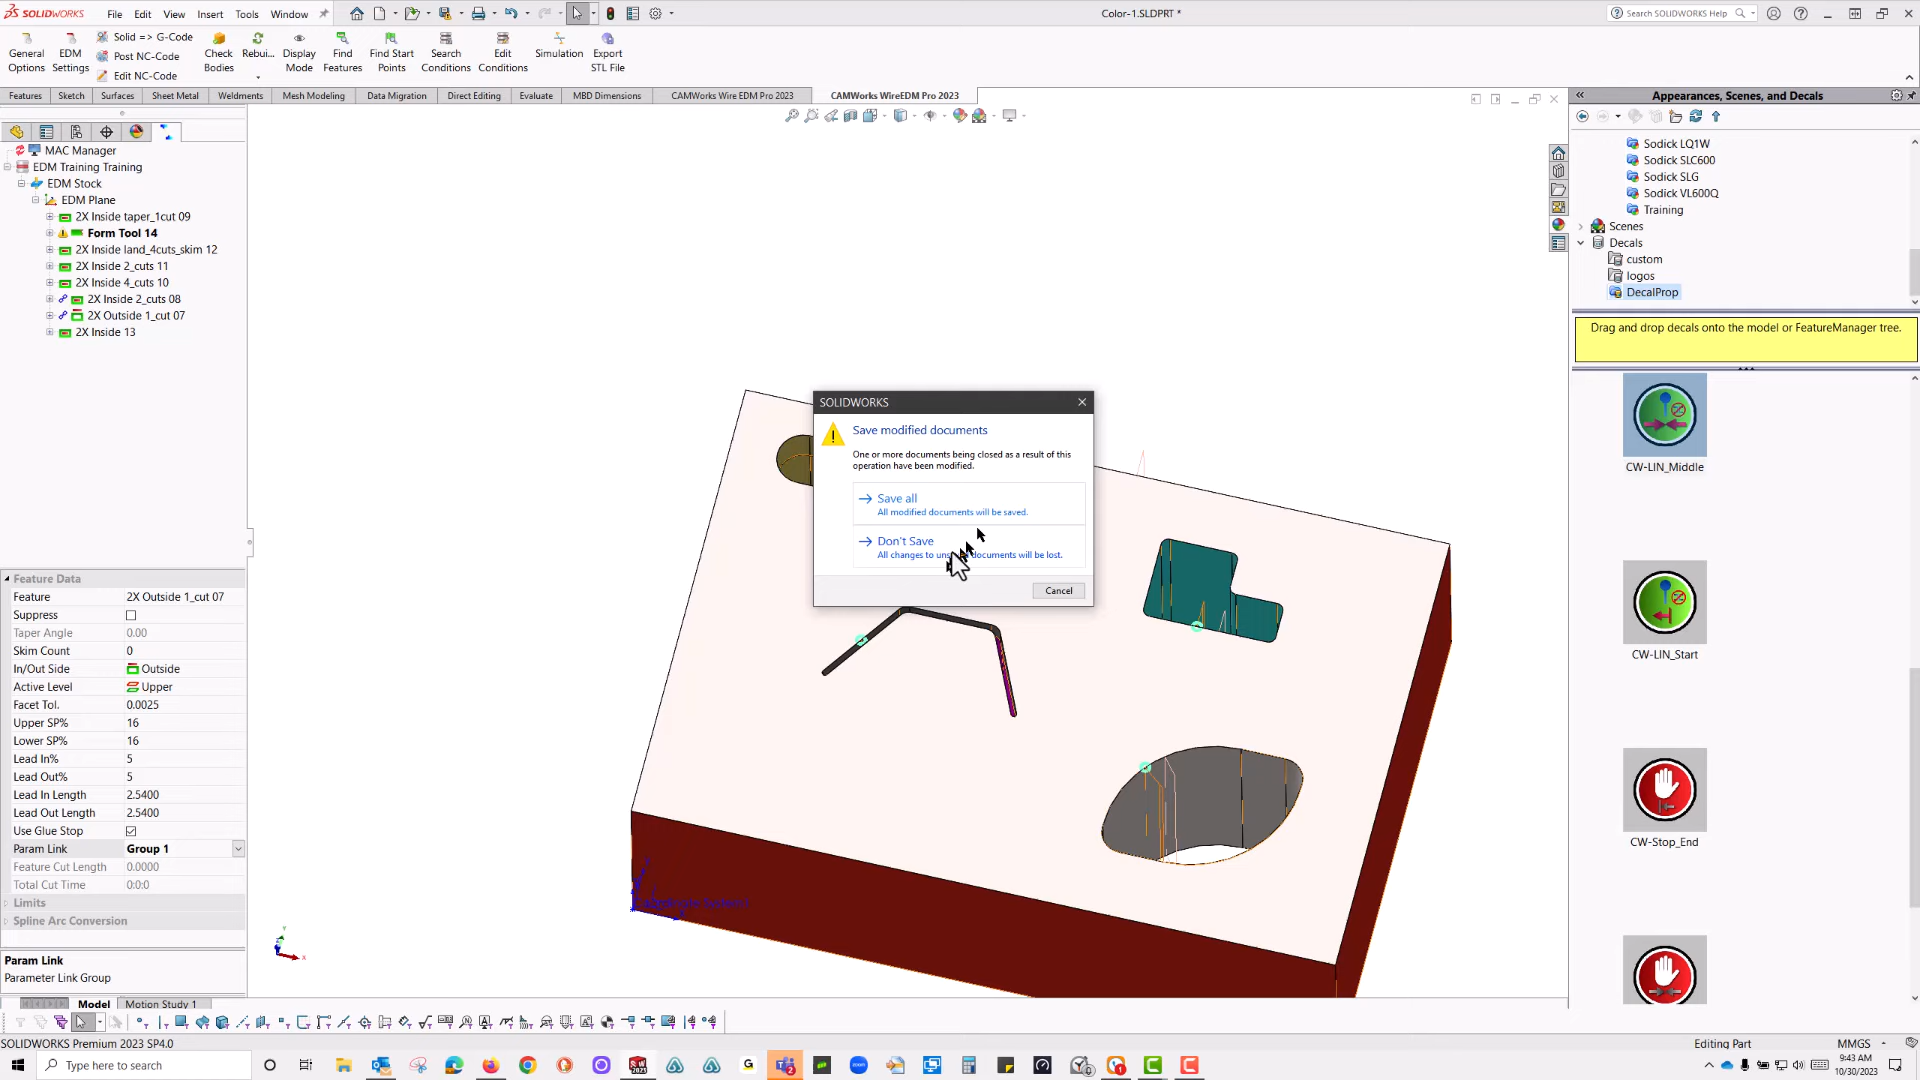 SOLIDWORKS
File Edit View Insert Tools Window
Color-1.SLDPRT *
Search SOLIDWORKS Help
General Options
EDM Settings
Solid => G-Code
Post NC-Code
Edit NC-Code
Check Bodies
Rebui...
Display Mode
Find Features
Find Start Points
Search Conditions
Edit Conditions
Simulation
Export STL File
Features Sketch Surfaces Sheet Metal Weldments Mesh Modeling Data Migration Direct Editing Evaluate MBD Dimensions CAMWorks Wire EDM Pro 2023 CAMWorks WireEDM Pro 2023
MAC Manager
EDM Training Training
EDM Stock
EDM Plane
2X Inside taper_1cut 09
Form Tool 14
2X Inside land_4cuts_skim 12
2X Inside 2_cuts 11
2X Inside 4_cuts 10
2X Inside 2_cuts 08
2X Outside 1_cut 07
2X Inside 13
Feature Data
Feature 2X Outside 1_cut 07
Suppress
Taper Angle 0.00
Skim Count 0
In/Out Side Outside
Active Level Upper
Facet Tol. 0.0025
Upper SP% 16
Lower SP% 16
Lead In% 5
Lead Out% 5
Lead In Length 2.5400
Lead Out Length 2.5400
Use Glue Stop
Param Link Group 1
Feature Cut Length 0.0000
Total Cut Time 0:0:0
Limits
Spline Arc Conversion
Param Link
Parameter Link Group
SOLIDWORKS
Save modified documents
One or more documents being closed as a result of this
operation have been modified.
Save all
All modified documents will be saved.
Don't Save
All changes to documents will be lost.
Cancel
Appearances, Scenes, and Decals
Sodick LQ1W
Sodick SLC600
Sodick SLG
Sodick VL600Q
Training
Scenes
Decals
custom
logos
DecalProp
Drag and drop decals onto the model or FeatureManager tree.
CW-LIN_Middle
CW-LIN_Start
CW-Stop_End
Model Motion Study 1
SOLIDWORKS Premium 2023 SP4.0
Editing Part
MMGS
Type here to search
9:43 AM
10/30/2023